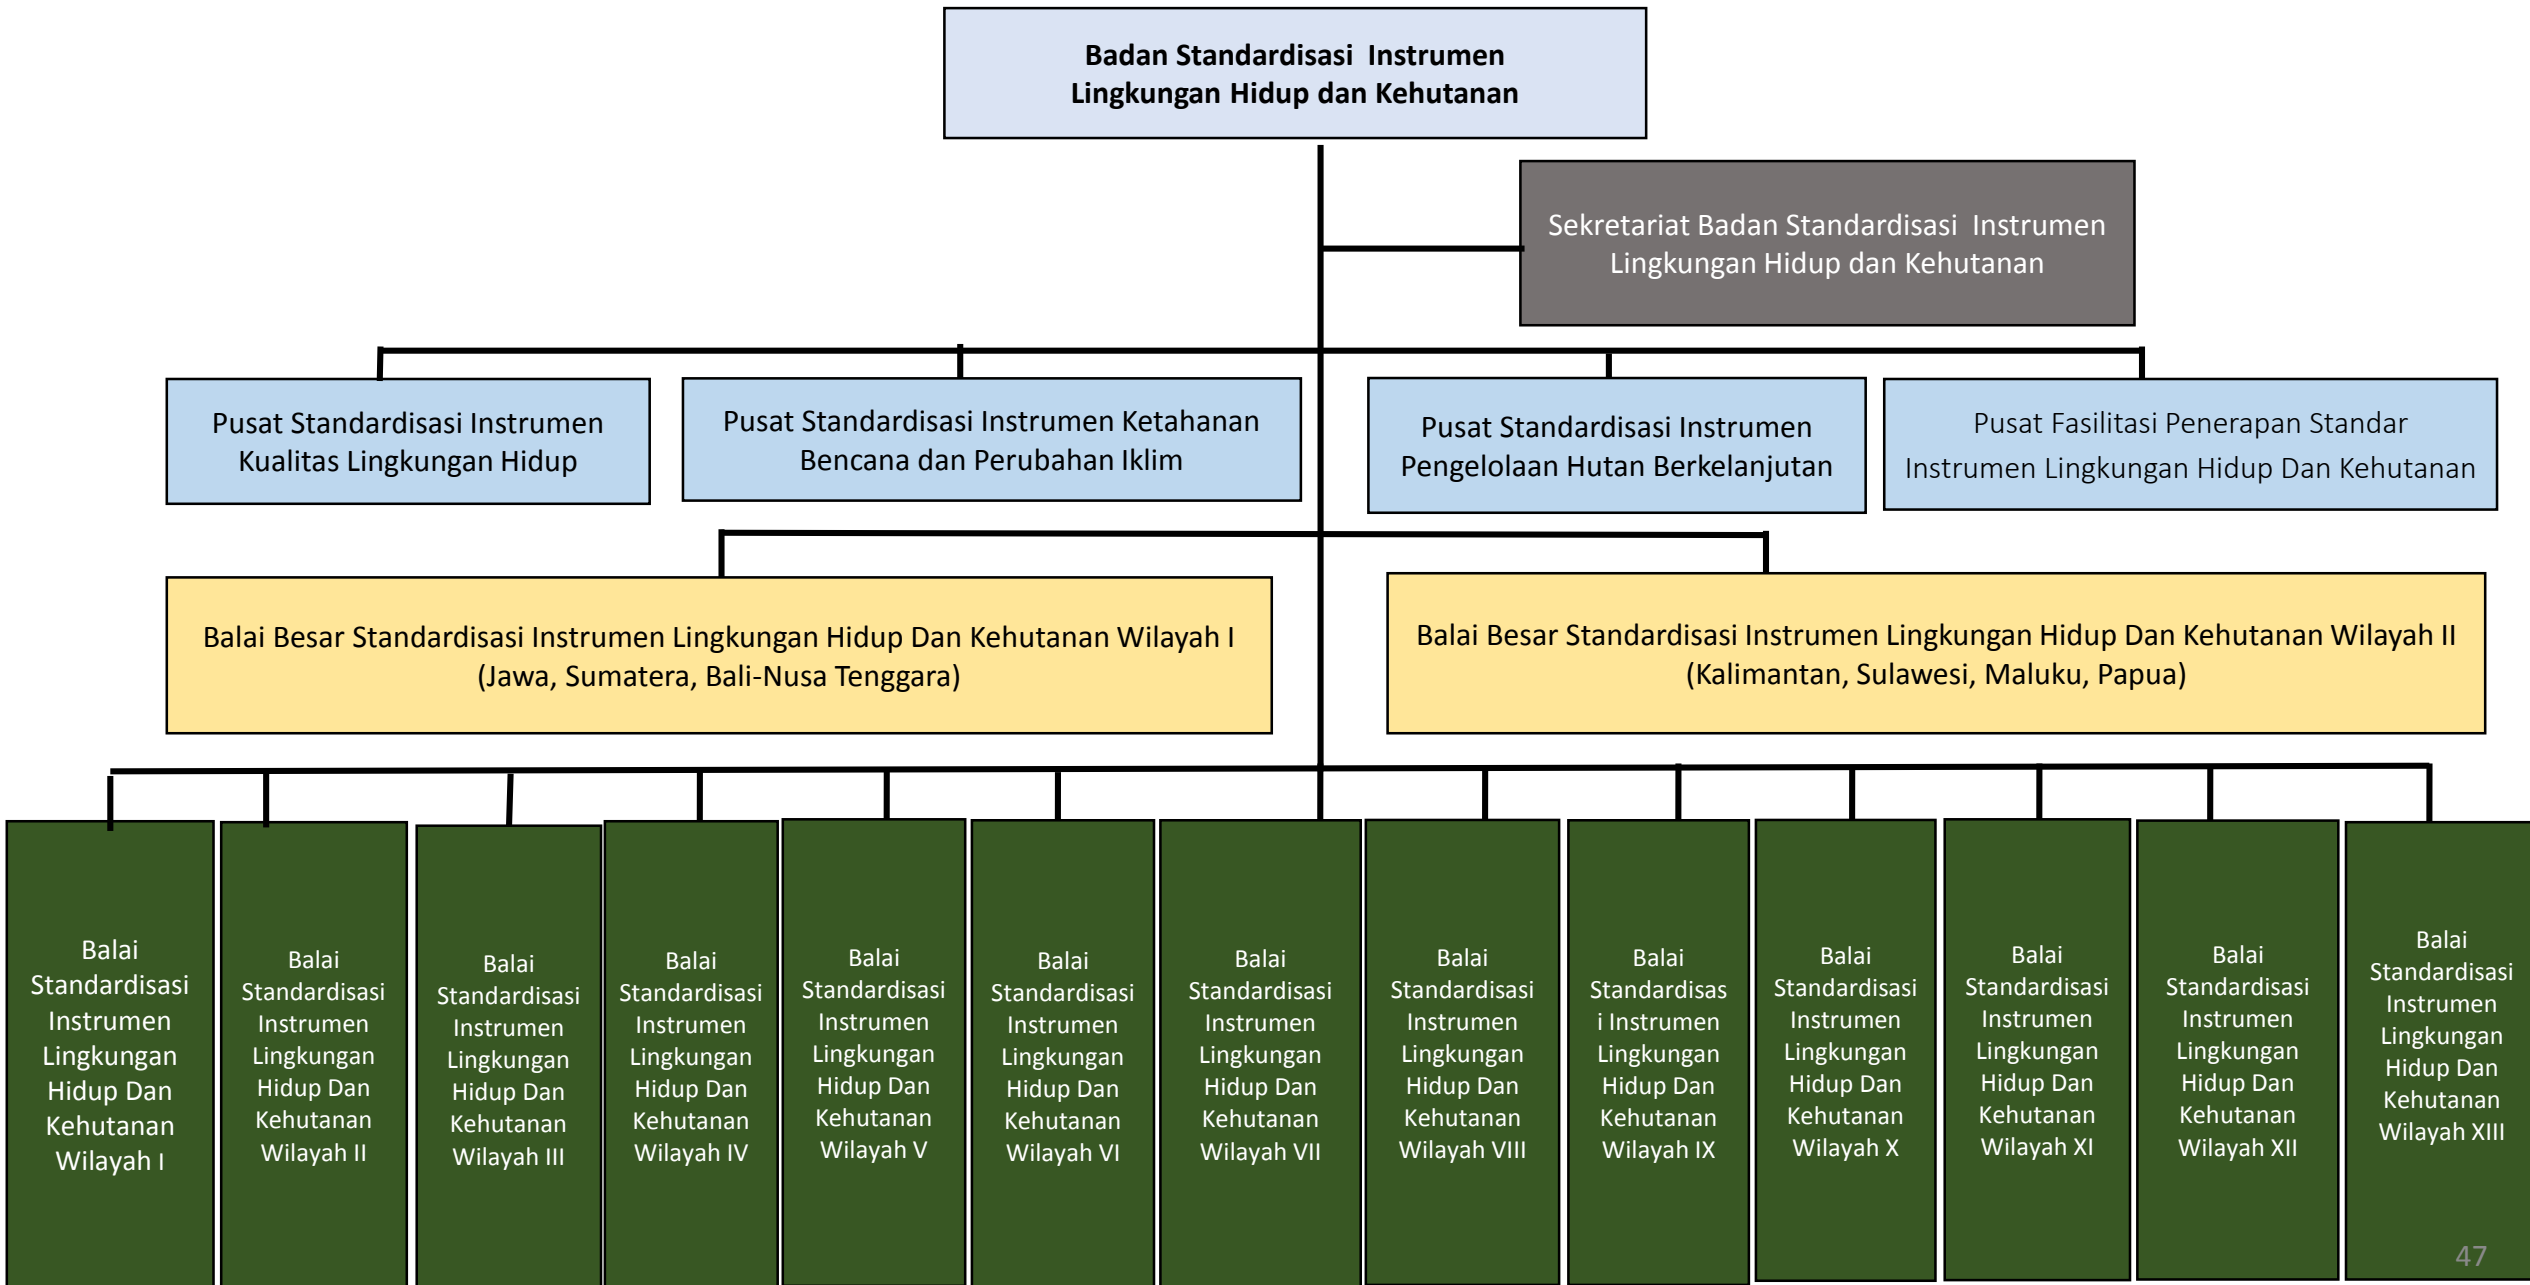 Badan Standardisasi Instrumen
Lingkungan Hidup dan Kehutanan
Sekretariat Badan Standardisasi Instrumen
Lingkungan Hidup dan Kehutanan
Pusat Standardisasi Instrumen
Kualitas Lingkungan Hidup
Pusat Standardisasi Instrumen Ketahanan
Bencana dan Perubahan Iklim
Pusat Standardisasi Instrumen
Pengelolaan Hutan Berkelanjutan
Pusat Fasilitasi Penerapan Standar
Instrumen Lingkungan Hidup Dan Kehutanan
Balai Besar Standardisasi Instrumen Lingkungan Hidup Dan Kehutanan Wilayah I
(Jawa, Sumatera, Bali-Nusa Tenggara)
Balai Besar Standardisasi Instrumen Lingkungan Hidup Dan Kehutanan Wilayah II
(Kalimantan, Sulawesi, Maluku, Papua)
Balai
Standardisasi
Instrumen
Lingkungan
Hidup Dan
Kehutanan
Wilayah I
Balai
Standardisasi
Instrumen
Lingkungan
Hidup Dan
Kehutanan
Wilayah II
Balai
Standardisasi
Instrumen
Lingkungan
Hidup Dan
Kehutanan
Wilayah III
Balai
Standardisasi
Instrumen
Lingkungan
Hidup Dan
Kehutanan
Wilayah IV
Balai
Standardisasi
Instrumen
Lingkungan
Hidup Dan
Kehutanan
Wilayah V
Balai
Standardisasi
Instrumen
Lingkungan
Hidup Dan
Kehutanan
Wilayah VI
Balai
Standardisasi
Instrumen
Lingkungan
Hidup Dan
Kehutanan
Wilayah VII
Balai
Standardisasi
Instrumen
Lingkungan
Hidup Dan
Kehutanan
Wilayah VIII
Balai
Standardisas
i Instrumen
Lingkungan
Hidup Dan
Kehutanan
Wilayah IX
Balai
Standardisasi
Instrumen
Lingkungan
Hidup Dan
Kehutanan
Wilayah X
Balai
Standardisasi
Instrumen
Lingkungan
Hidup Dan
Kehutanan
Wilayah XI
Balai
Standardisasi
Instrumen
Lingkungan
Hidup Dan
Kehutanan
Wilayah XII
Balai
Standardisasi
Instrumen
Lingkungan
Hidup Dan
Kehutanan
Wilayah XIII
47